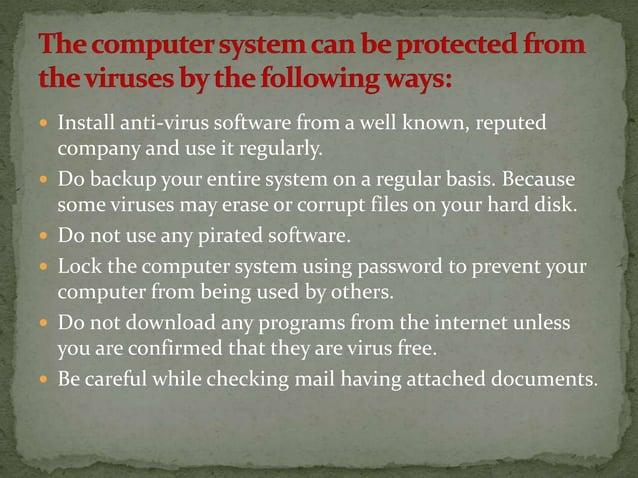 The computer system can be protected from
the viruses by the following ways:
• Install anti-virus software from a well known, reputed
company and use it regularly.
• Do backup your entire system on a regular basis. Because
some viruses may erase or corrupt files on your hard disk.
• Do not use any pirated software.
• Lock the computer system using password to prevent your
computer from being used by others.
• Do not download any programs from the internet unless
you are confirmed that they are virus free.
• Be careful while checking mail having attached documents.